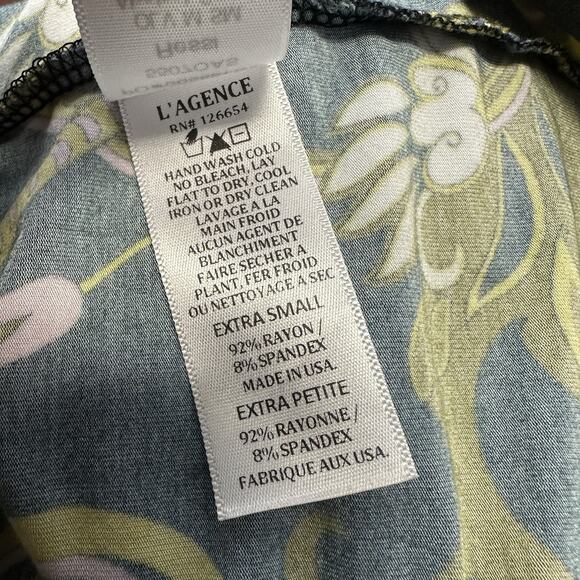 L'AGENCE
RN# 126654
HAND WASH COLD
NO BLEACH, LAY
FLAT TO DRY, COOL
IRON OR DRY CLEAN
LAVAGE A LA
MAIN FROID
AUCUN AGENT DE
BLANCHIMENT
FAIRE SECHER A
PLANT, FER FROID
OU NETTOYAGE A SEC
EXTRA SMALL
92% RAYON /
8% SPANDEX
MADE IN USA.
EXTRA PETITE
92% RAYONNE /
8% SPANDEX
FABRIQUE AUX USA.